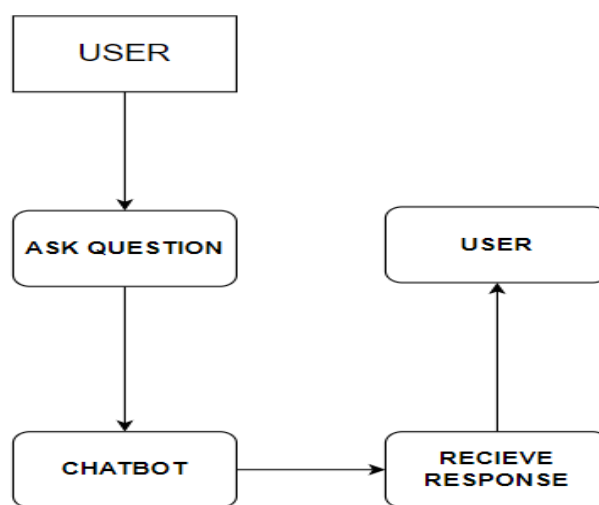 USER
ASK QUESTION
CHATBOT
RECIEVE
RESPONSE
USER